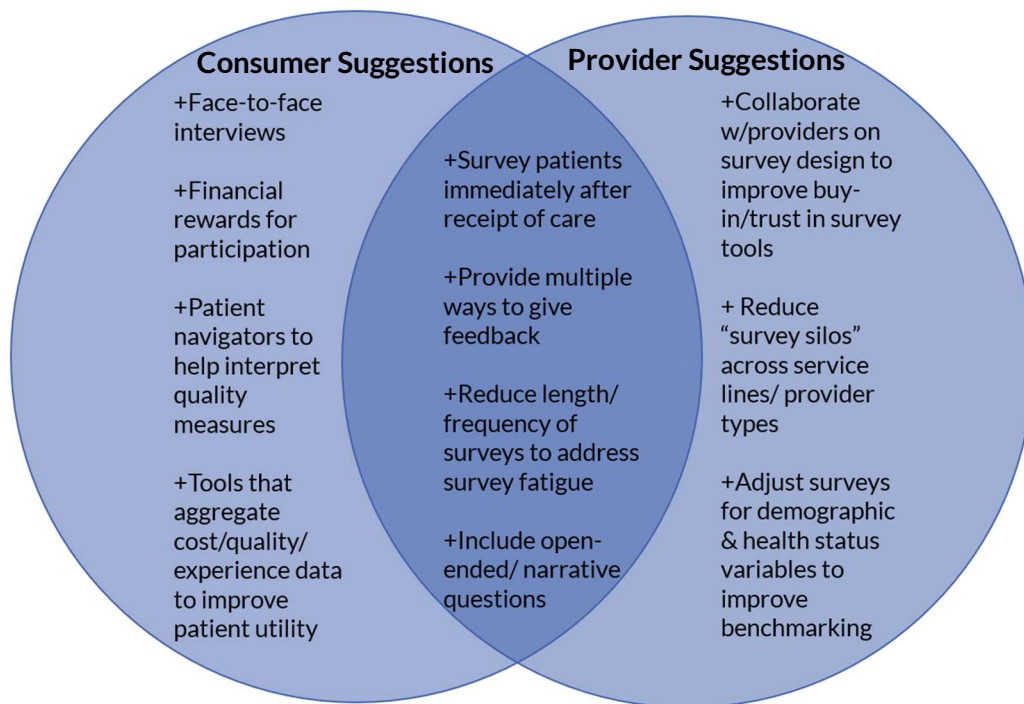 Consumer Suggestions
+Face-to-face
interviews
+Financial
rewards for
participation
+Patient
navigators to
help interpret
quality
measures
+Tools that
aggregate
cost/quality/
experience data
to improve
patient utility
+Survey patients
immediately after
receipt of care
+Provide multiple
ways to give
feedback
+Reduce length/
frequency of
surveys to address
survey fatigue
+Include open-
ended/ narrative
questions
Provider Suggestions
+Collaborate
w/providers on
survey design to
improve buy-
in/trust in survey
tools
+ Reduce
“survey silos”
across service
lines/ provider
types
+Adjust surveys
for demographic
& health status
variables to
improve
benchmarking